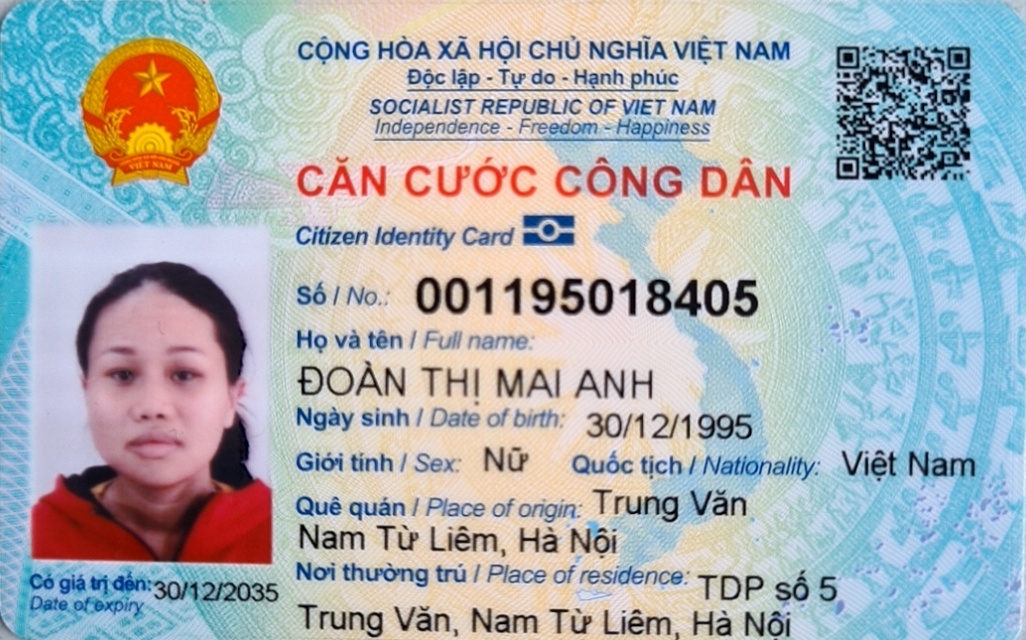 CỘNG HÒA XÃ HỘI CHỦ NGHĨA VIỆT NAM
Độc lập - Tự do - Hạnh phúc
SOCIALIST REPUBLIC OF VIET NAM
Independence - Freedom - Happiness
VIỆT NAM
CĂN CƯỚC CÔNG DÂN
Citizen Identity Card
Số / No.: 001195018405
Họ và tên / Full name:
ĐOÀN THỊ MAI ANH
Ngày sinh / Date of birth: 30/12/1995
Giới tính / Sex: Nữ Quốc tịch / Nationality: Việt Nam
Quê quán / Place of origin: Trung Văn
Nam Từ Liêm, Hà Nội
Nơi thường trú / Place of residence: TDP số 5
Trung Văn, Nam Từ Liêm, Hà Nội
Có giá trị đến: 30/12/2035
Date of expiry